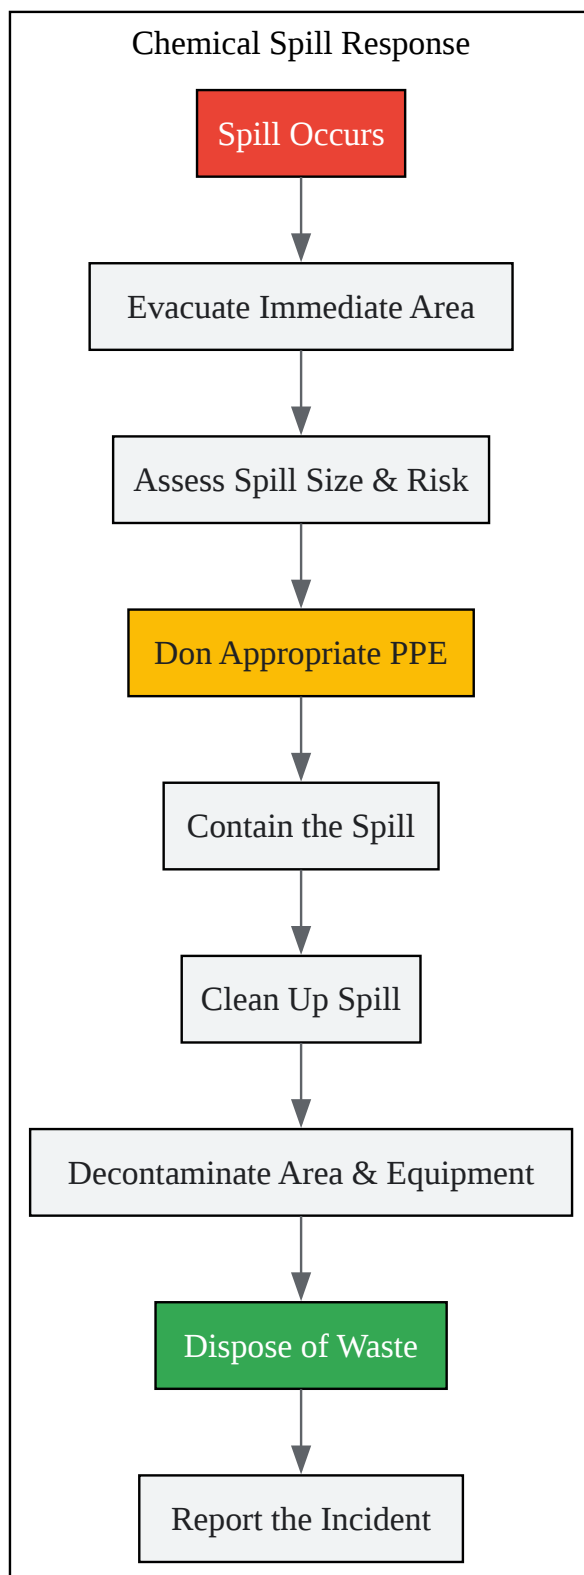 Chemical Spill Response
Spill Occurs
Evacuate Immediate Area
Assess Spill Size & Risk
Don Appropriate PPE
Contain the Spill
Clean Up Spill
Decontaminate Area & Equipment
Dispose of Waste
Report the Incident